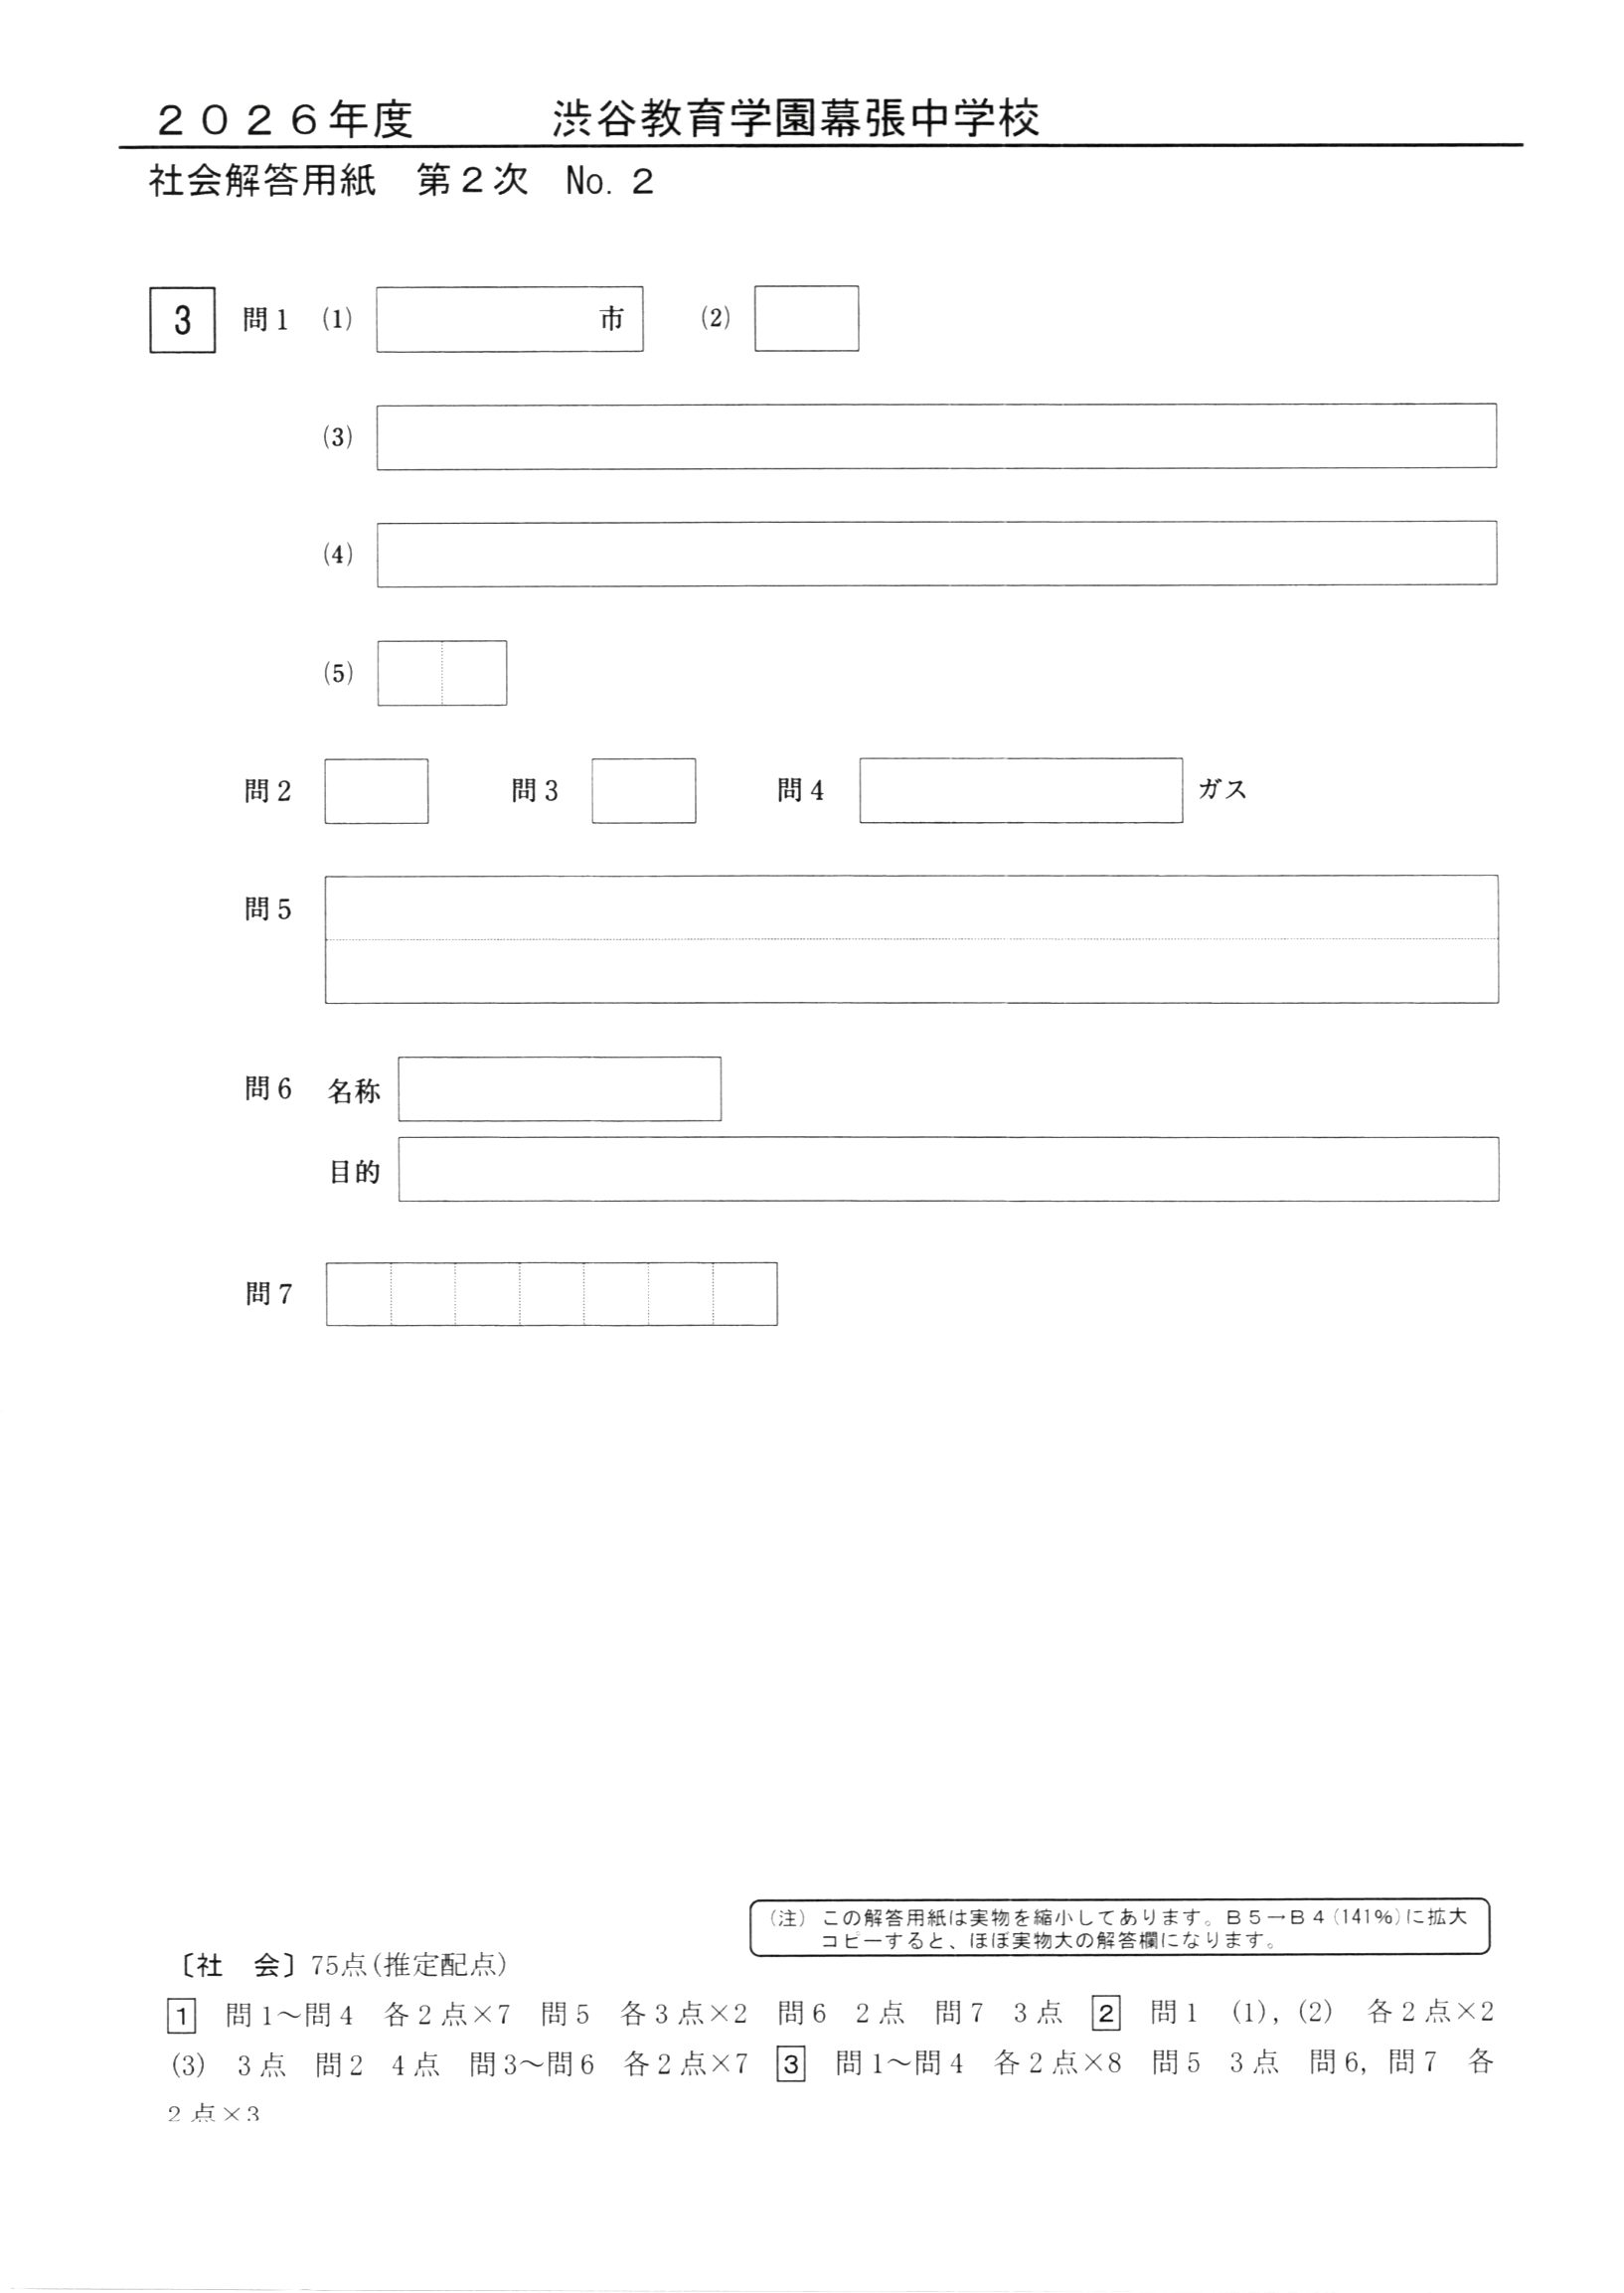 2026年度　渋谷教育学園幕張中学校
社会解答用紙　第2次　No. 2
3　問1　(1)　市　(2)
(3)
(4)
(5)
問2　問3　問4　ガス
問5
問6　名称
目的
問7
(注) この解答用紙は実物を縮小してあります。B5→B4(141%)に拡大
コピーすると、ほぼ実物大の解答欄になります。
〔社　会〕75点(推定配点)
1　問1～問4　各2点×7　問5　各3点×2　問6　2点　問7　3点　2　問1　(1), (2)　各2点×2
(3)　3点　問2　4点　問3～問6　各2点×7　3　問1～問4　各2点×8　問5　3点　問6, 問7　各
2点×3